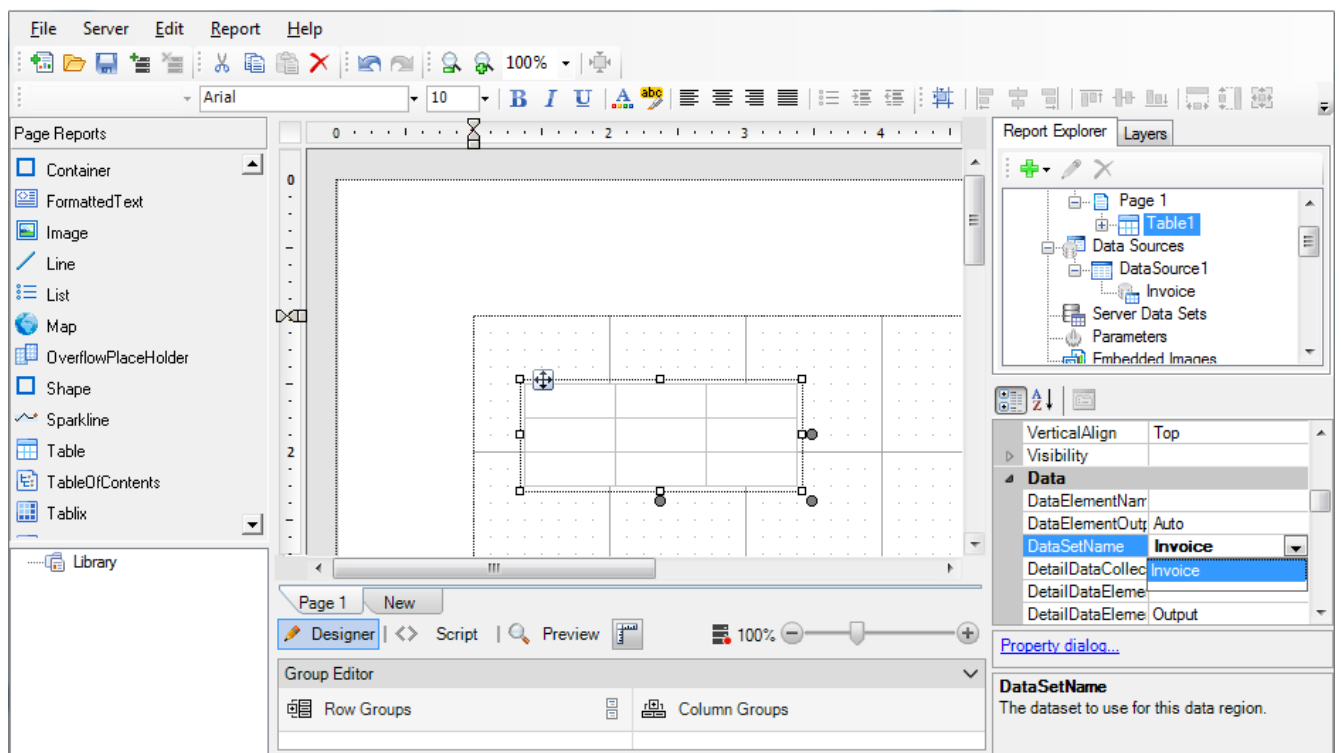 File Server Edit Report Help
100%
Arial 10 B I U A abc
Page Reports
Container
FormattedText
Image
Line
List
Map
OverflowPlaceHolder
Shape
Sparkline
Table
TableOfContents
Tablix
Library
0 2 3 4
0
2
Page 1 New
Designer Script Preview 100%
Group Editor
Row Groups Column Groups
Report Explorer Layers
Page 1
Table1
Data Sources
DataSource1
Invoice
Server Data Sets
Parameters
Embedded Images
VerticalAlign Top
Visibility
Data
DataElementNam
DataElementOutp Auto
DataSetName Invoice
DetailDataCollec Invoice
DetailDataEleme
DetailDataEleme Output
Property dialog...
DataSetName
The dataset to use for this data region.